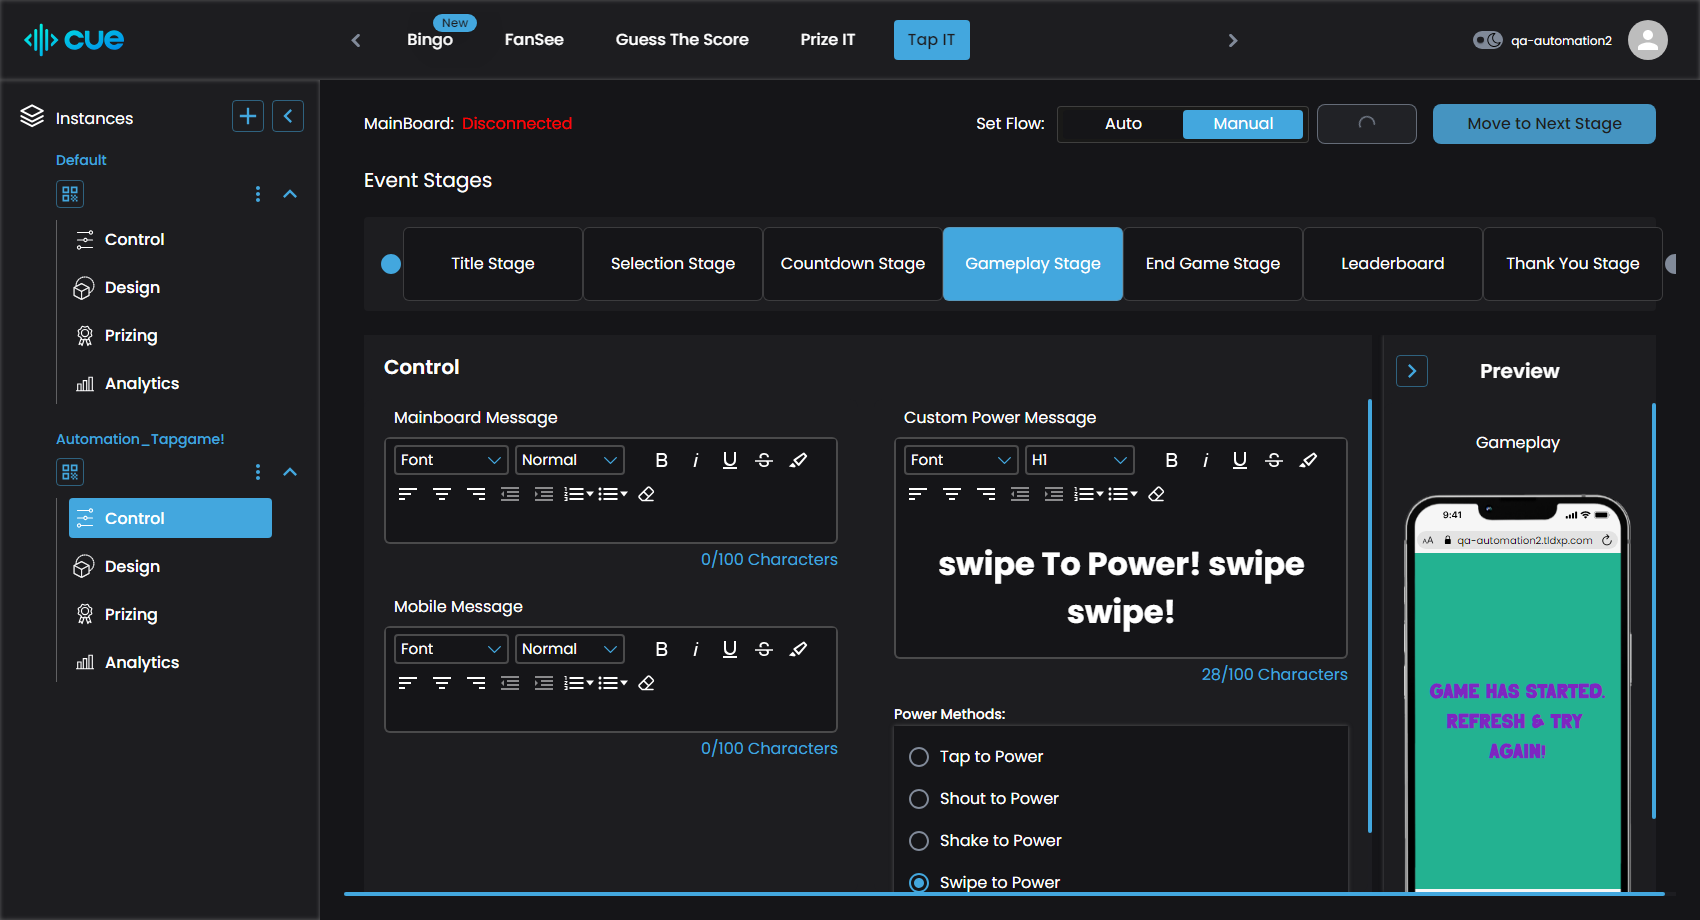 cue
New
Bingo
FanSee
Guess The Score
Prize IT
Tap IT
qa-automation2
Instances
Default
Control
Design
Prizing
Analytics
Automation_Tapgame!
Control
Design
Prizing
Analytics
MainBoard: Disconnected
Set Flow:
Auto
Manual
Move to Next Stage
Event Stages
Title Stage
Selection Stage
Countdown Stage
Gameplay Stage
End Game Stage
Leaderboard
Thank You Stage
Control
Mainboard Message
Font
Normal
B i U S
0/100 Characters
Mobile Message
Font
Normal
B i U S
0/100 Characters
Custom Power Message
Font
H1
B i U S
swipe To Power! swipe
swipe!
28/100 Characters
Power Methods:
Tap to Power
Shout to Power
Shake to Power
Swipe to Power
Preview
Gameplay
9:41
AA qa-automation2.tldxp.com
GAME HAS STARTED.
REFRESH & TRY
AGAIN!